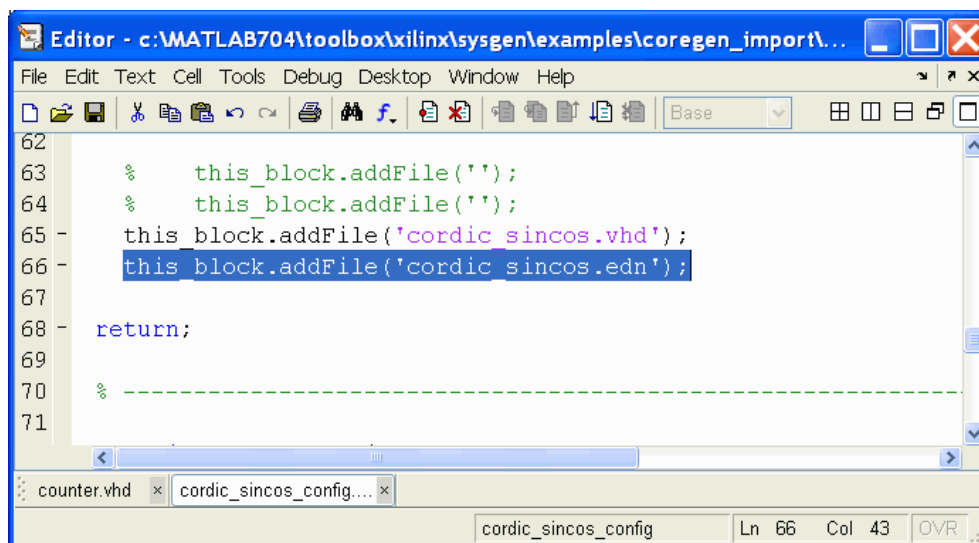 Editor - c:\MATLAB704\toolbox\xilinx\sysgen\examples\coregen_import\...
File Edit Text Cell Tools Debug Desktop Window Help
Base
62
63 % this_block.addFile('');
64 % this_block.addFile('');
65 - this_block.addFile('cordic_sincos.vhd');
66 - this_block.addFile('cordic_sincos.edn');
67
68 - return;
69
70 % -----------------------------------------------------------
71
counter.vhd × cordic_sincos_config.... ×
cordic_sincos_config Ln 66 Col 43 OVR